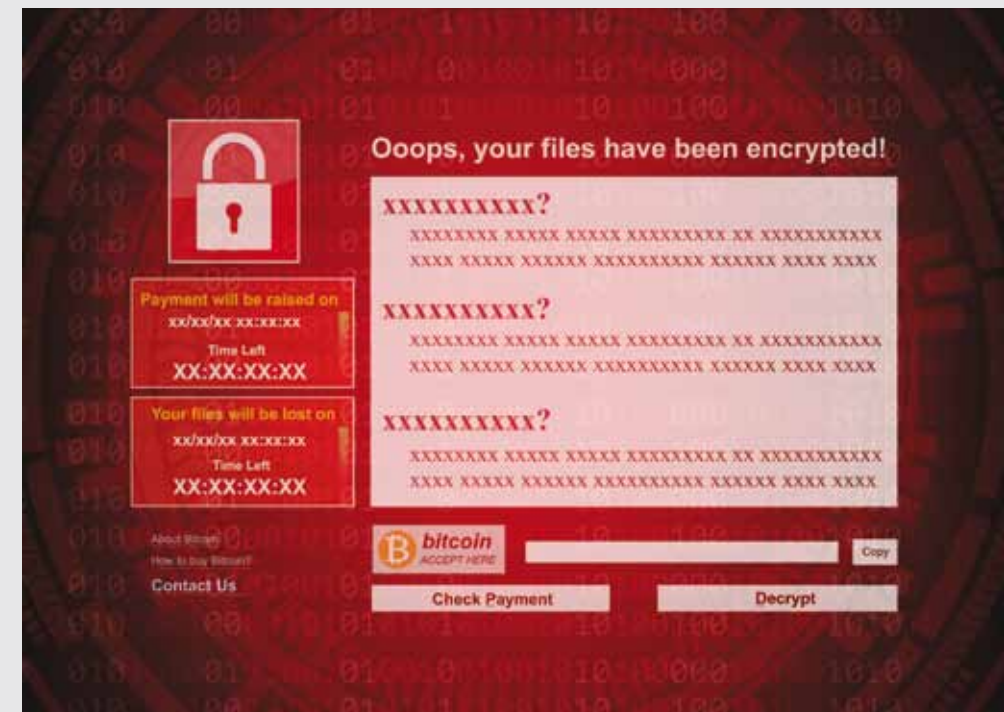 Ooops, your files have been encrypted!
xxxxxxxxxx?
xxxxxxxx xxxxx xxxxx xxxxxxxxx xx xxxxxxxxxxx
xxxx xxxxx xxxxxx xxxxxxxxxx xxxxxx xxxx xxxx
xxxxxxxxxx?
xxxxxxxx xxxxx xxxxx xxxxxxxxx xx xxxxxxxxxxx
xxxx xxxxx xxxxxx xxxxxxxxxx xxxxxx xxxx xxxx
xxxxxxxxxx?
xxxxxxxx xxxxx xxxxx xxxxxxxxx xx xxxxxxxxxxx
xxxx xxxxx xxxxxx xxxxxxxxxx xxxxxx xxxx xxxx
Payment will be raised on
xx/xx/xx xx:xx:xx
Time Left
XX:XX:XX:XX
Your files will be lost on
xx/xx/xx xx:xx:xx
Time Left
XX:XX:XX:XX
About Bitcoin
How to buy Bitcoin?
Contact Us
bitcoin
ACCEPT HERE
Copy
Check Payment
Decrypt